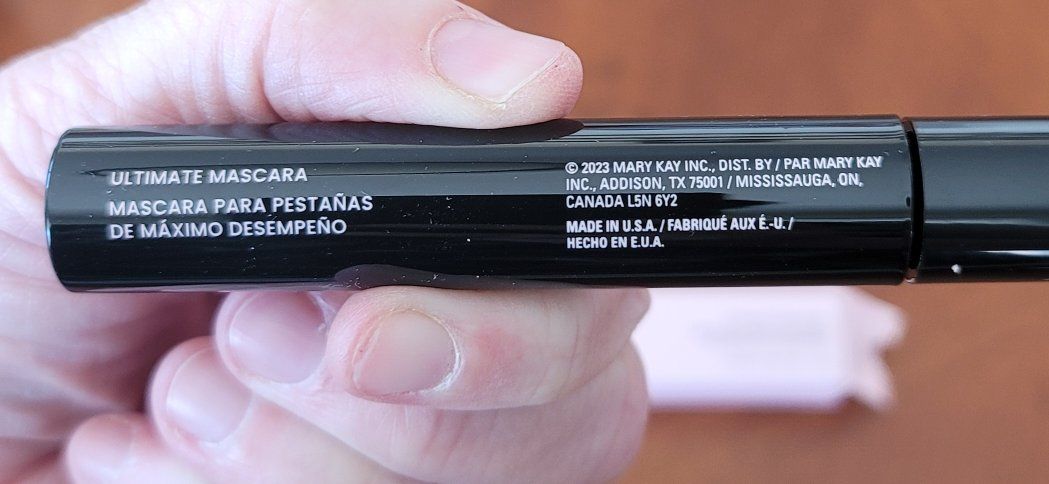 ULTIMATE MASCARA
MASCARA PARA PESTAÑAS
DE MÁXIMO DESEMPEÑO
© 2023 MARY KAY INC., DIST. BY / PAR MARY KAY
INC., ADDISON, TX 75001 / MISSISSAUGA, ON,
CANADA L5N 6Y2
MADE IN U.S.A. / FABRIQUÉ AUX É.-U. /
HECHO EN E.U.A.